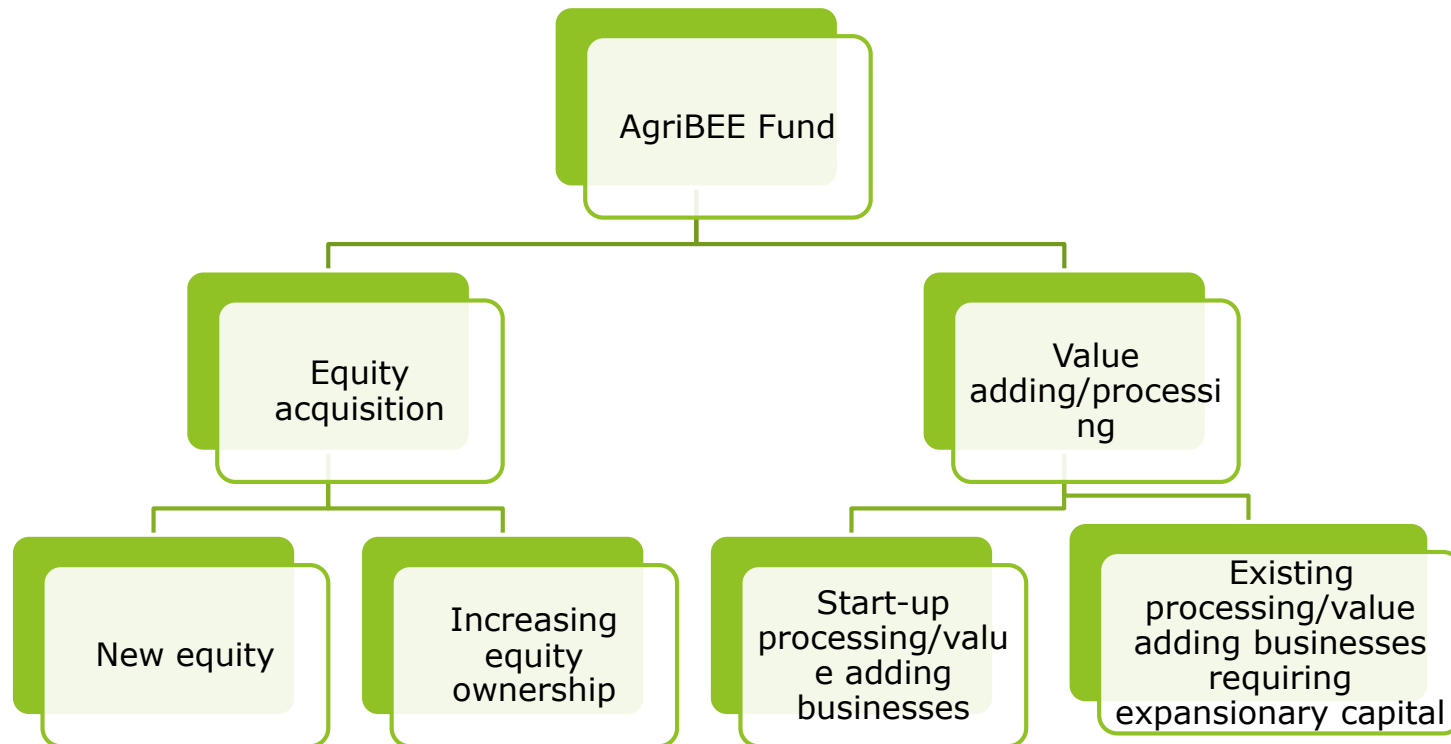 AgriBEE Fund
Equity
acquisition
Value
adding/processi
ng
New equity
Increasing
equity
ownership
Start-up
processing/valu
e adding
businesses
Existing
processing/value
adding businesses
requiring
expansionary capital